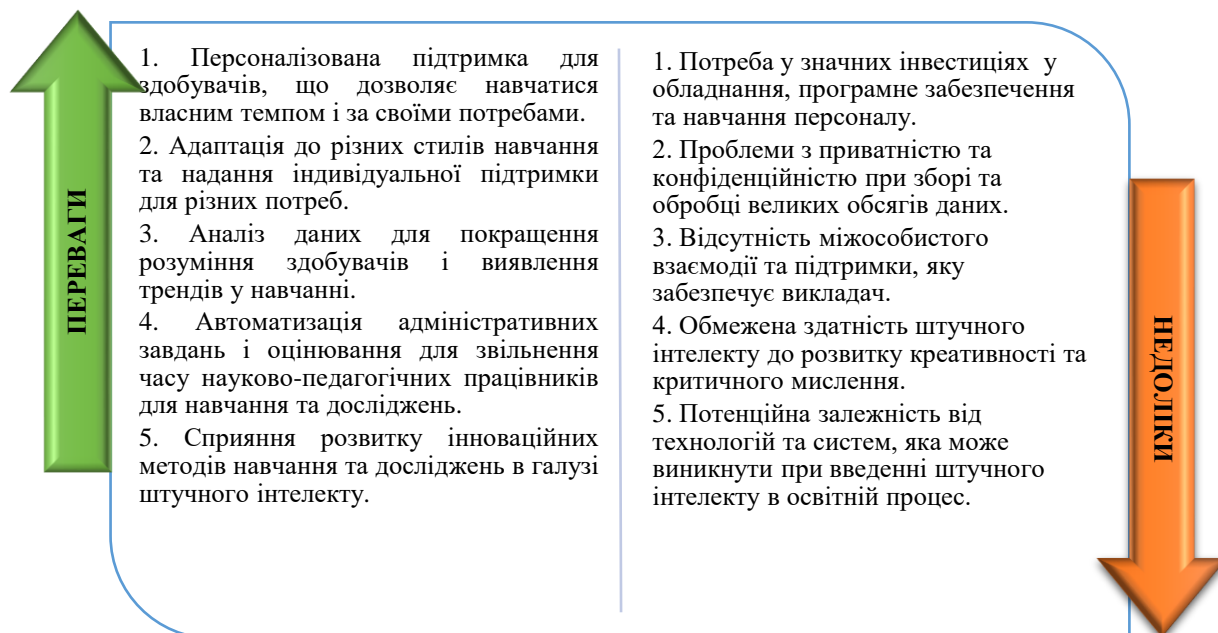 ПЕРЕВАГИ
1. Персоналізована підтримка для
здобувачів, що дозволяє навчатися
власним темпом і за своїми потребами.
2. Адаптація до різних стилів навчання
та надання індивідуальної підтримки
для різних потреб.
3. Аналіз даних для покращення
розуміння здобувачів і виявлення
трендів у навчанні.
4. Автоматизація адміністративних
завдань і оцінювання для звільнення
часу науково-педагогічних працівників
для навчання та досліджень.
5. Сприяння розвитку інноваційних
методів навчання та досліджень в галузі
штучного інтелекту.
1. Потреба у значних інвестиціях у
обладнання, програмне забезпечення
та навчання персоналу.
2. Проблеми з приватністю та
конфіденційністю при зборі та
обробці великих обсягів даних.
3. Відсутність міжособистого
взаємодії та підтримки, яку
забезпечує викладач.
4. Обмежена здатність штучного
інтелекту до розвитку креативності та
критичного мислення.
5. Потенційна залежність від
технологій та систем, яка може
виникнути при введенні штучного
інтелекту в освітній процес.
НЕДОЛІКИ